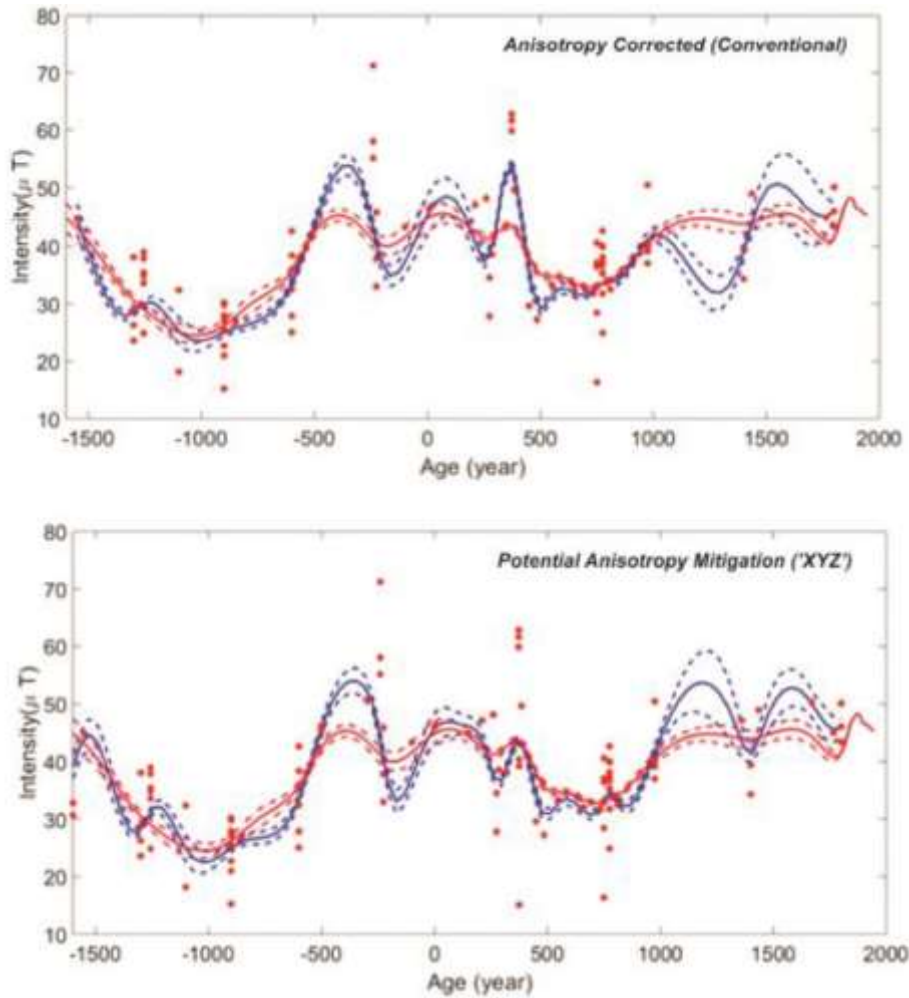 80
Anisotropy Corrected (Conventional)
70
60
50
40
30
20
10
Intensity(μ T)
-1500 -1000 -500 0 500 1000 1500 2000
Age (year)
80
Potential Anisotropy Mitigation ('XYZ')
70
60
50
40
30
20
10
Intensity(μ T)
-1500 -1000 -500 0 500 1000 1500 2000
Age (year)